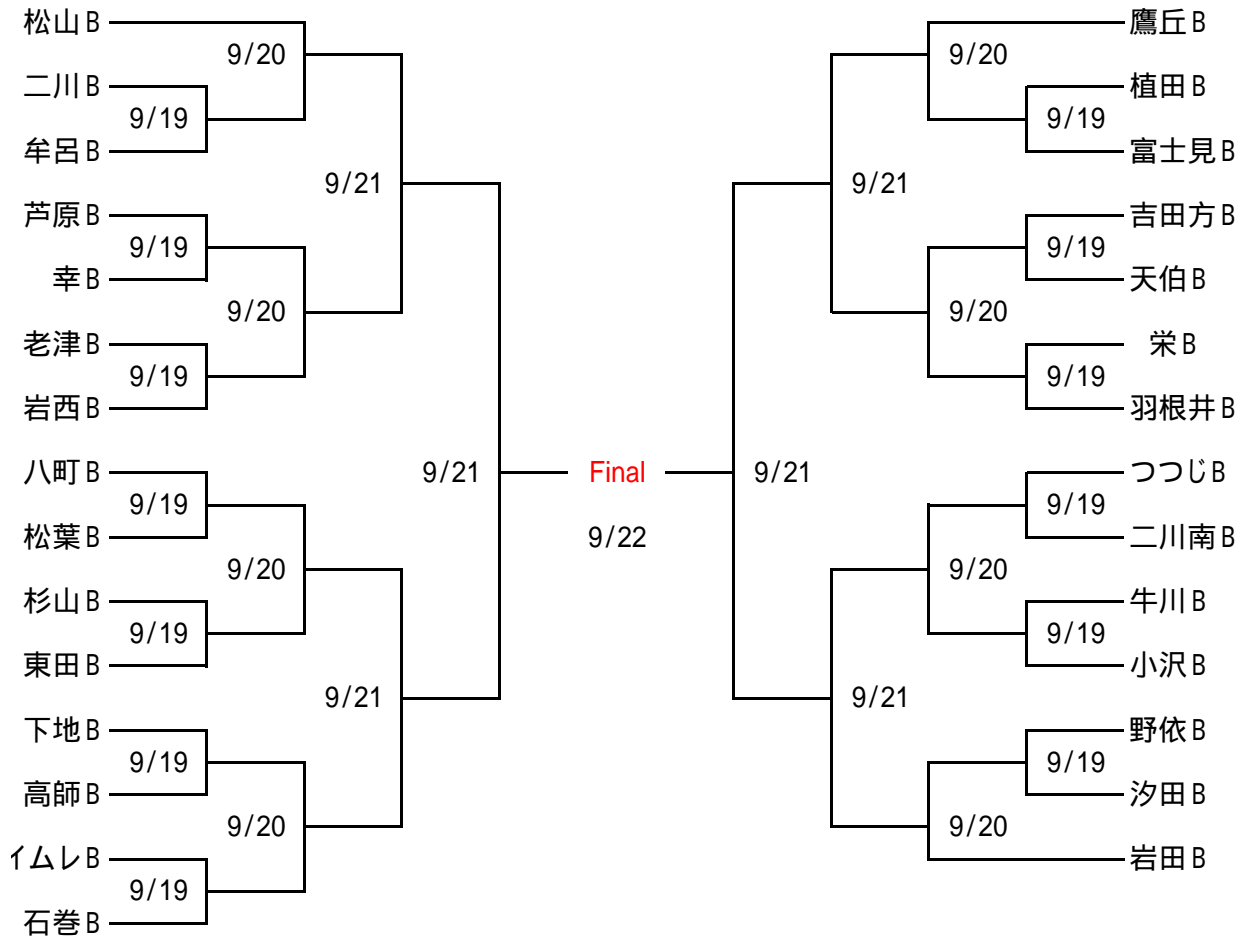 松山B 鷹丘B
9/20 9/20
二川B 植田B
9/19 9/19
牟呂B 富士見B
9/21 9/21
芦原B 吉田方B
9/19 9/19
幸B 天伯B
9/20 9/20
老津B 栄B
9/19 9/19
岩西B 羽根井B
八町B 9/21 Final 9/21 つつじB
9/19 9/19
松葉B 9/22 二川南B
9/20 9/20
杉山B 牛川B
9/19 9/19
東田B 小沢B
9/21 9/21
下地B 野依B
9/19 9/19
高師B 汐田B
9/20 9/20
イムレB 岩田B
9/19
石巻B